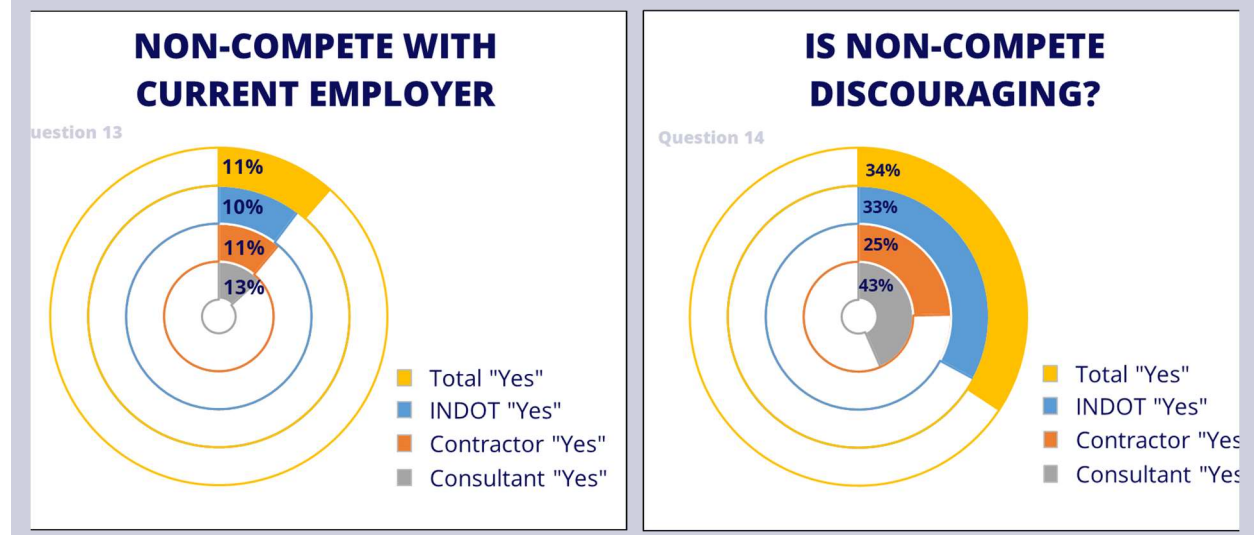 NON-COMPETE WITH
CURRENT EMPLOYER
uestion 13
11%
10%
11%
13%
Total "Yes"
INDOT "Yes"
Contractor "Yes"
Consultant "Yes"
IS NON-COMPETE
DISCOURAGING?
Question 14
34%
33%
25%
43%
Total "Yes"
INDOT "Yes"
Contractor "Yes
Consultant "Yes